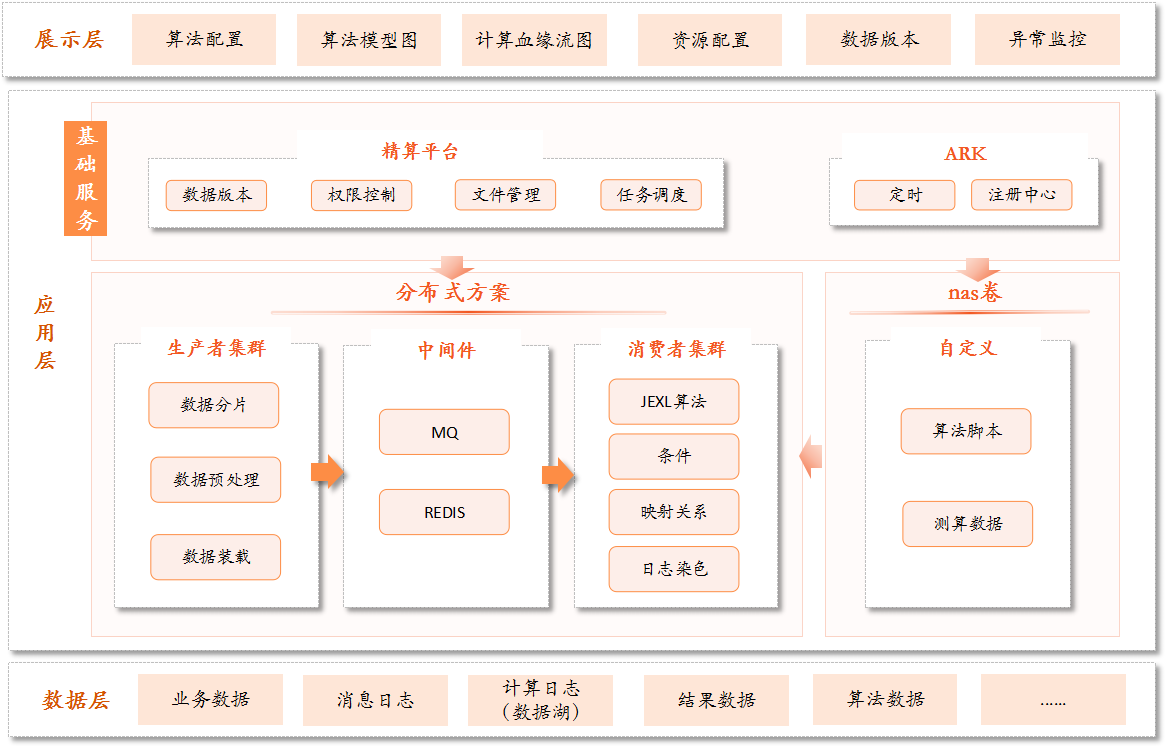 展示层
算法配置
算法模型图
计算血缘流图
资源配置
数据版本
异常监控
应用层
基础服务
精算平台
数据版本
权限控制
文件管理
任务调度
ARK
定时
注册中心
分布式方案
生产者集群
数据分片
数据预处理
数据装载
中间件
MQ
REDIS
消费者集群
JEXL算法
条件
映射关系
日志染色
nas卷
自定义
算法脚本
测算数据
数据层
业务数据
消息日志
计算日志
（数据湖）
结果数据
算法数据
......